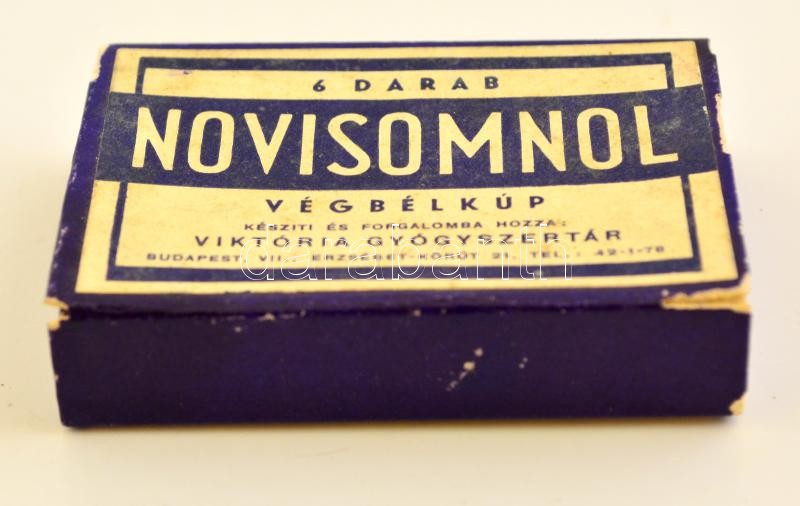 6 DARAB
NOVISOMNOL
VÉGBÉLKÚP
KÉSZITI ÉS FORGALOMBA HOZZA:
VIKTÓRIA GYÓGYSZERTÁR
BUDAPEST, VII., ERZSÉBET-KÖRÚT 21. TEL.: 42-1-78
darabanth